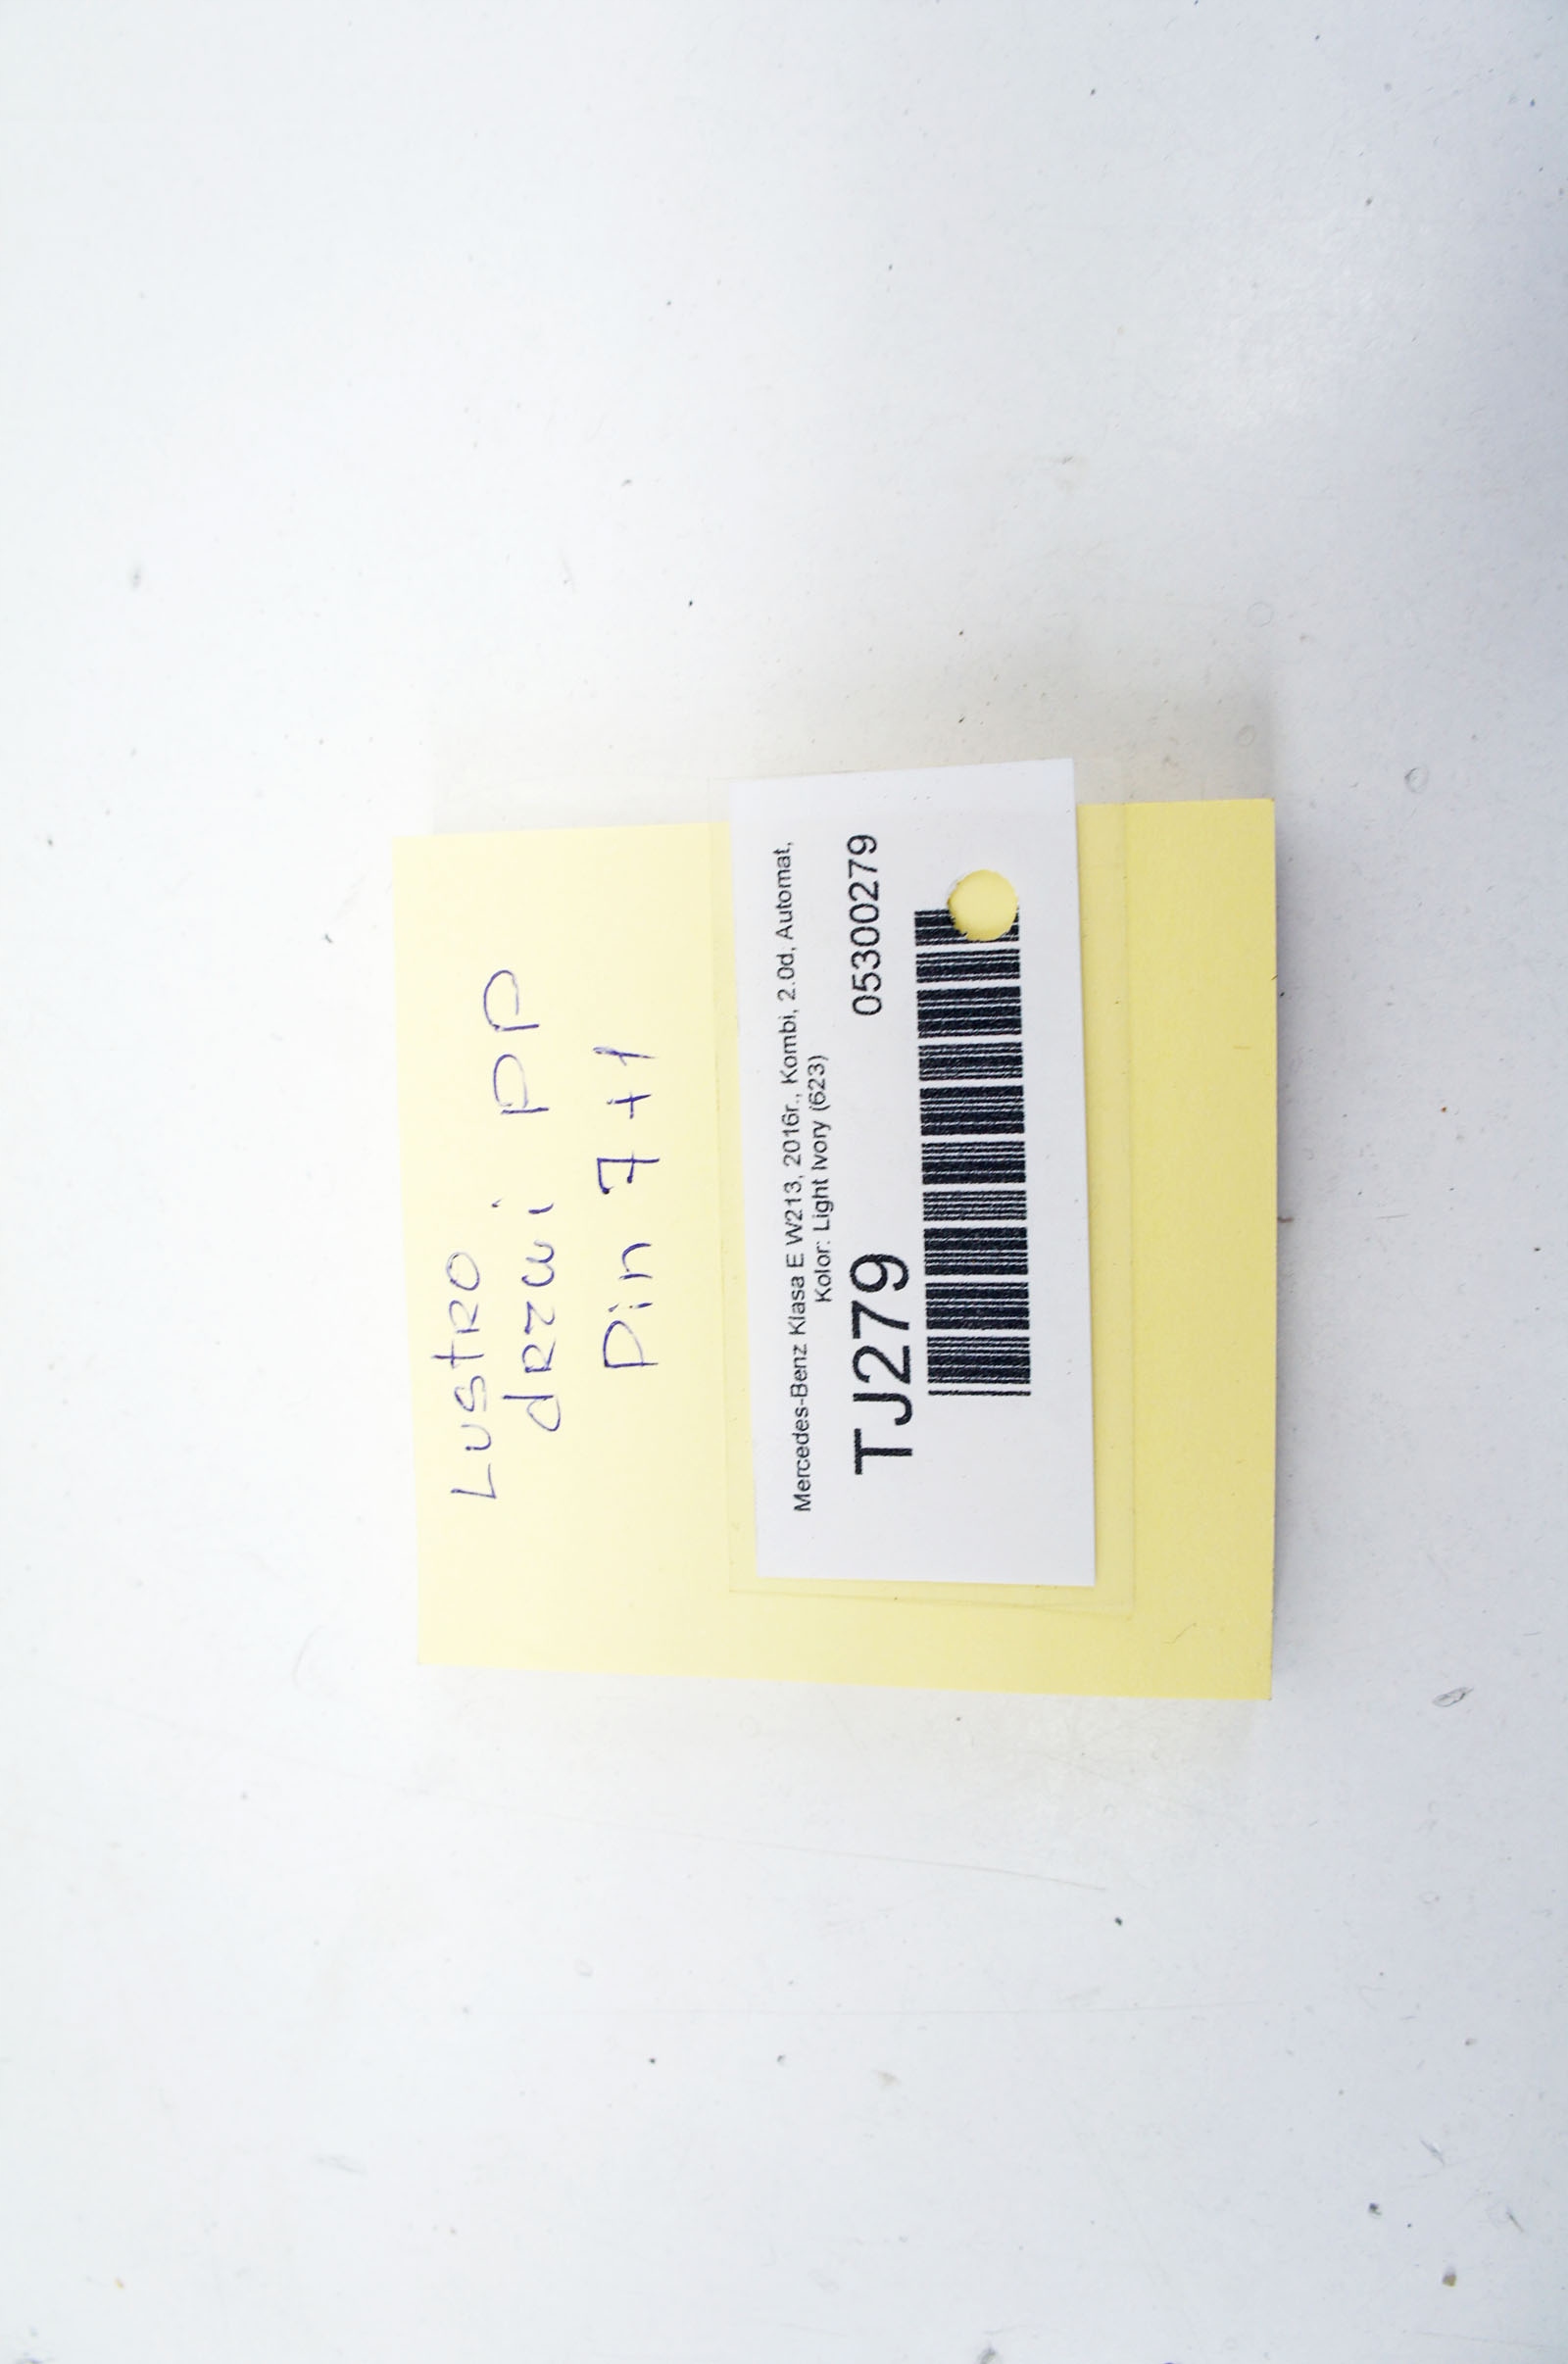 Lustro
drzwi PP
Pin 7+1
Mercedes-Benz Klasa E W213, 2016r., Kombi, 2.0d, Automat,
Kolor: Light Ivory (623)
TJ279 05300279